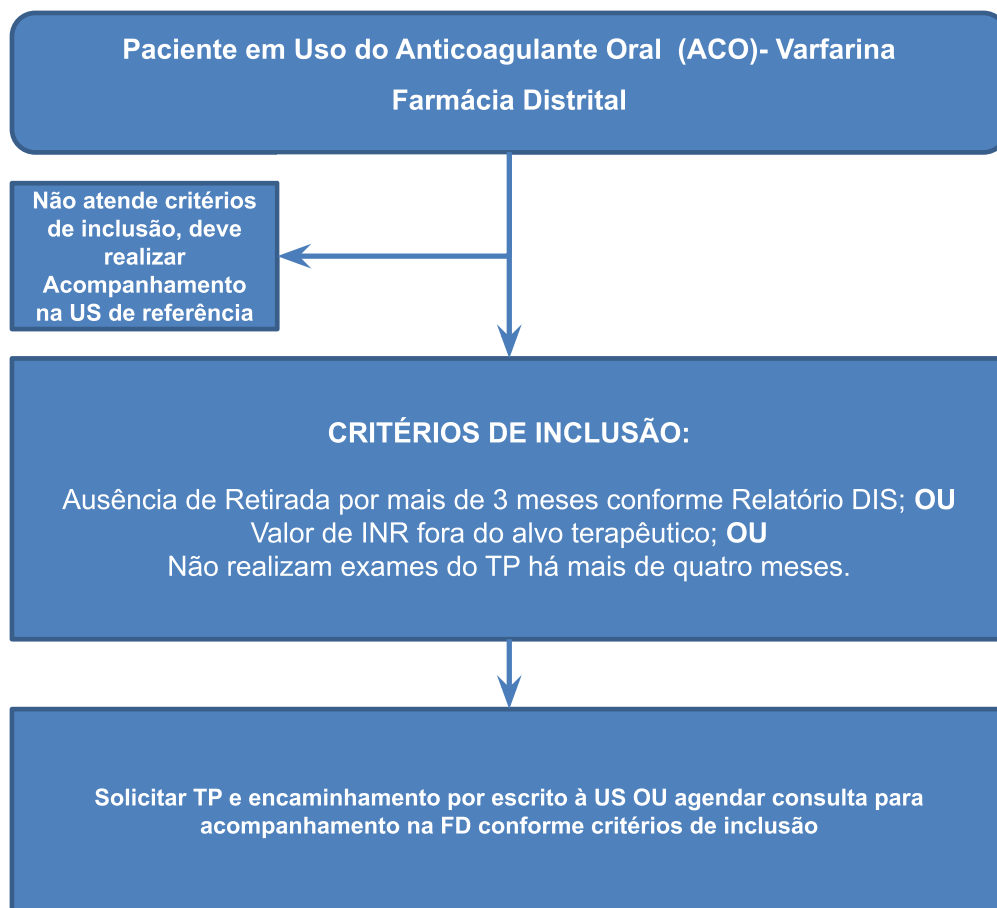 Paciente em Uso do Anticoagulante Oral (ACO)- Varfarina
Farmácia Distrital
Não atende critérios
de inclusão, deve
realizar
Acompanhamento
na US de referência
CRITÉRIOS DE INCLUSÃO:
Ausência de Retirada por mais de 3 meses conforme Relatório DIS; OU
Valor de INR fora do alvo terapêutico; OU
Não realizam exames do TP há mais de quatro meses.
Solicitar TP e encaminhamento por escrito à US OU agendar consulta para
acompanhamento na FD conforme critérios de inclusão